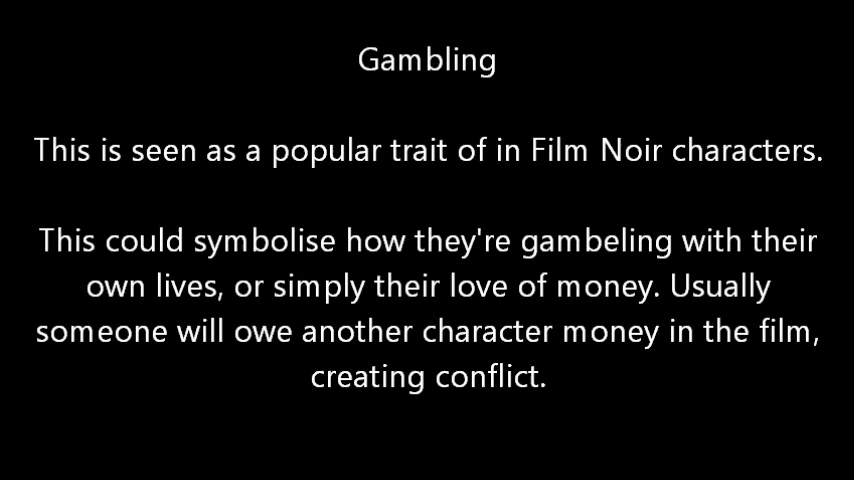 Gambling
This is seen as a popular trait of in Film Noir characters.
This could symbolise how they're gambeling with their
own lives, or simply their love of money. Usually
someone will owe another character money in the film,
creating conflict.